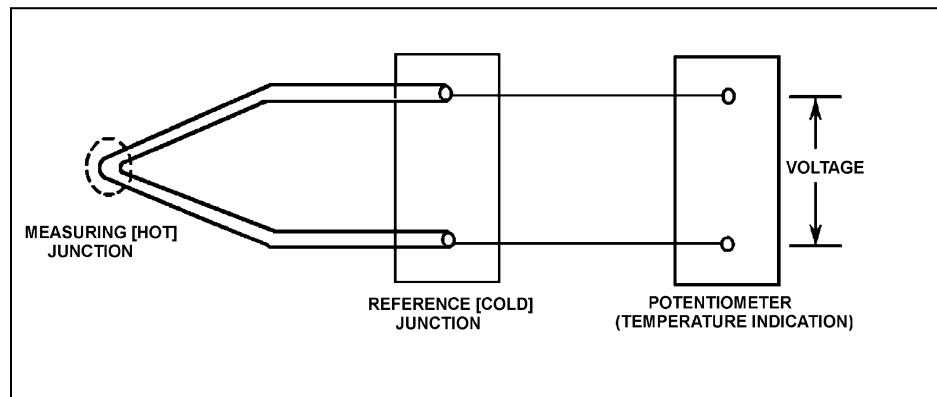 MEASURING [HOT]
JUNCTION
REFERENCE [COLD]
JUNCTION
VOLTAGE
POTENTIOMETER
(TEMPERATURE INDICATION)